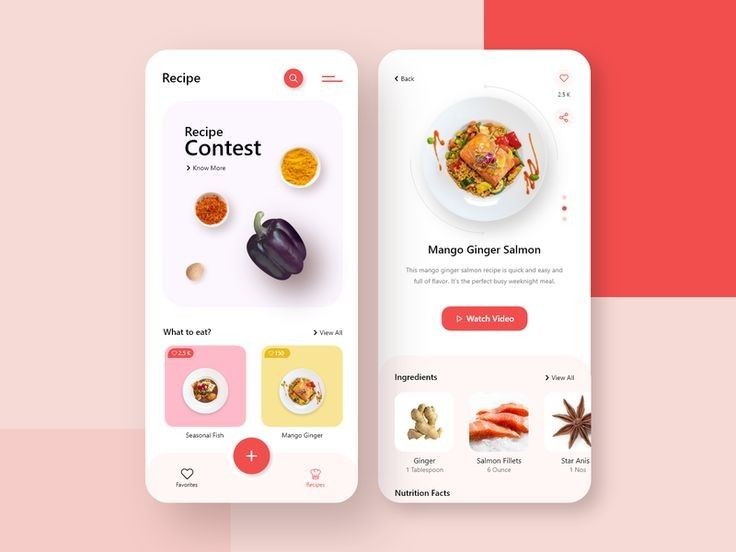 Recipe
Recipe
Contest
Know More
What to eat?
View All
2.5 K
150
Seasonal Fish
Mango Ginger
Favorites
Recipes
Back
2.5 K
Mango Ginger Salmon
This mango ginger salmon recipe is quick and easy and
full of flavor. It's the perfect busy weeknight meal.
Watch Video
Ingredients
View All
Ginger
1 Tablespoon
Salmon Fillets
6 Ounce
Star Anis
1 Nos
Nutrition Facts